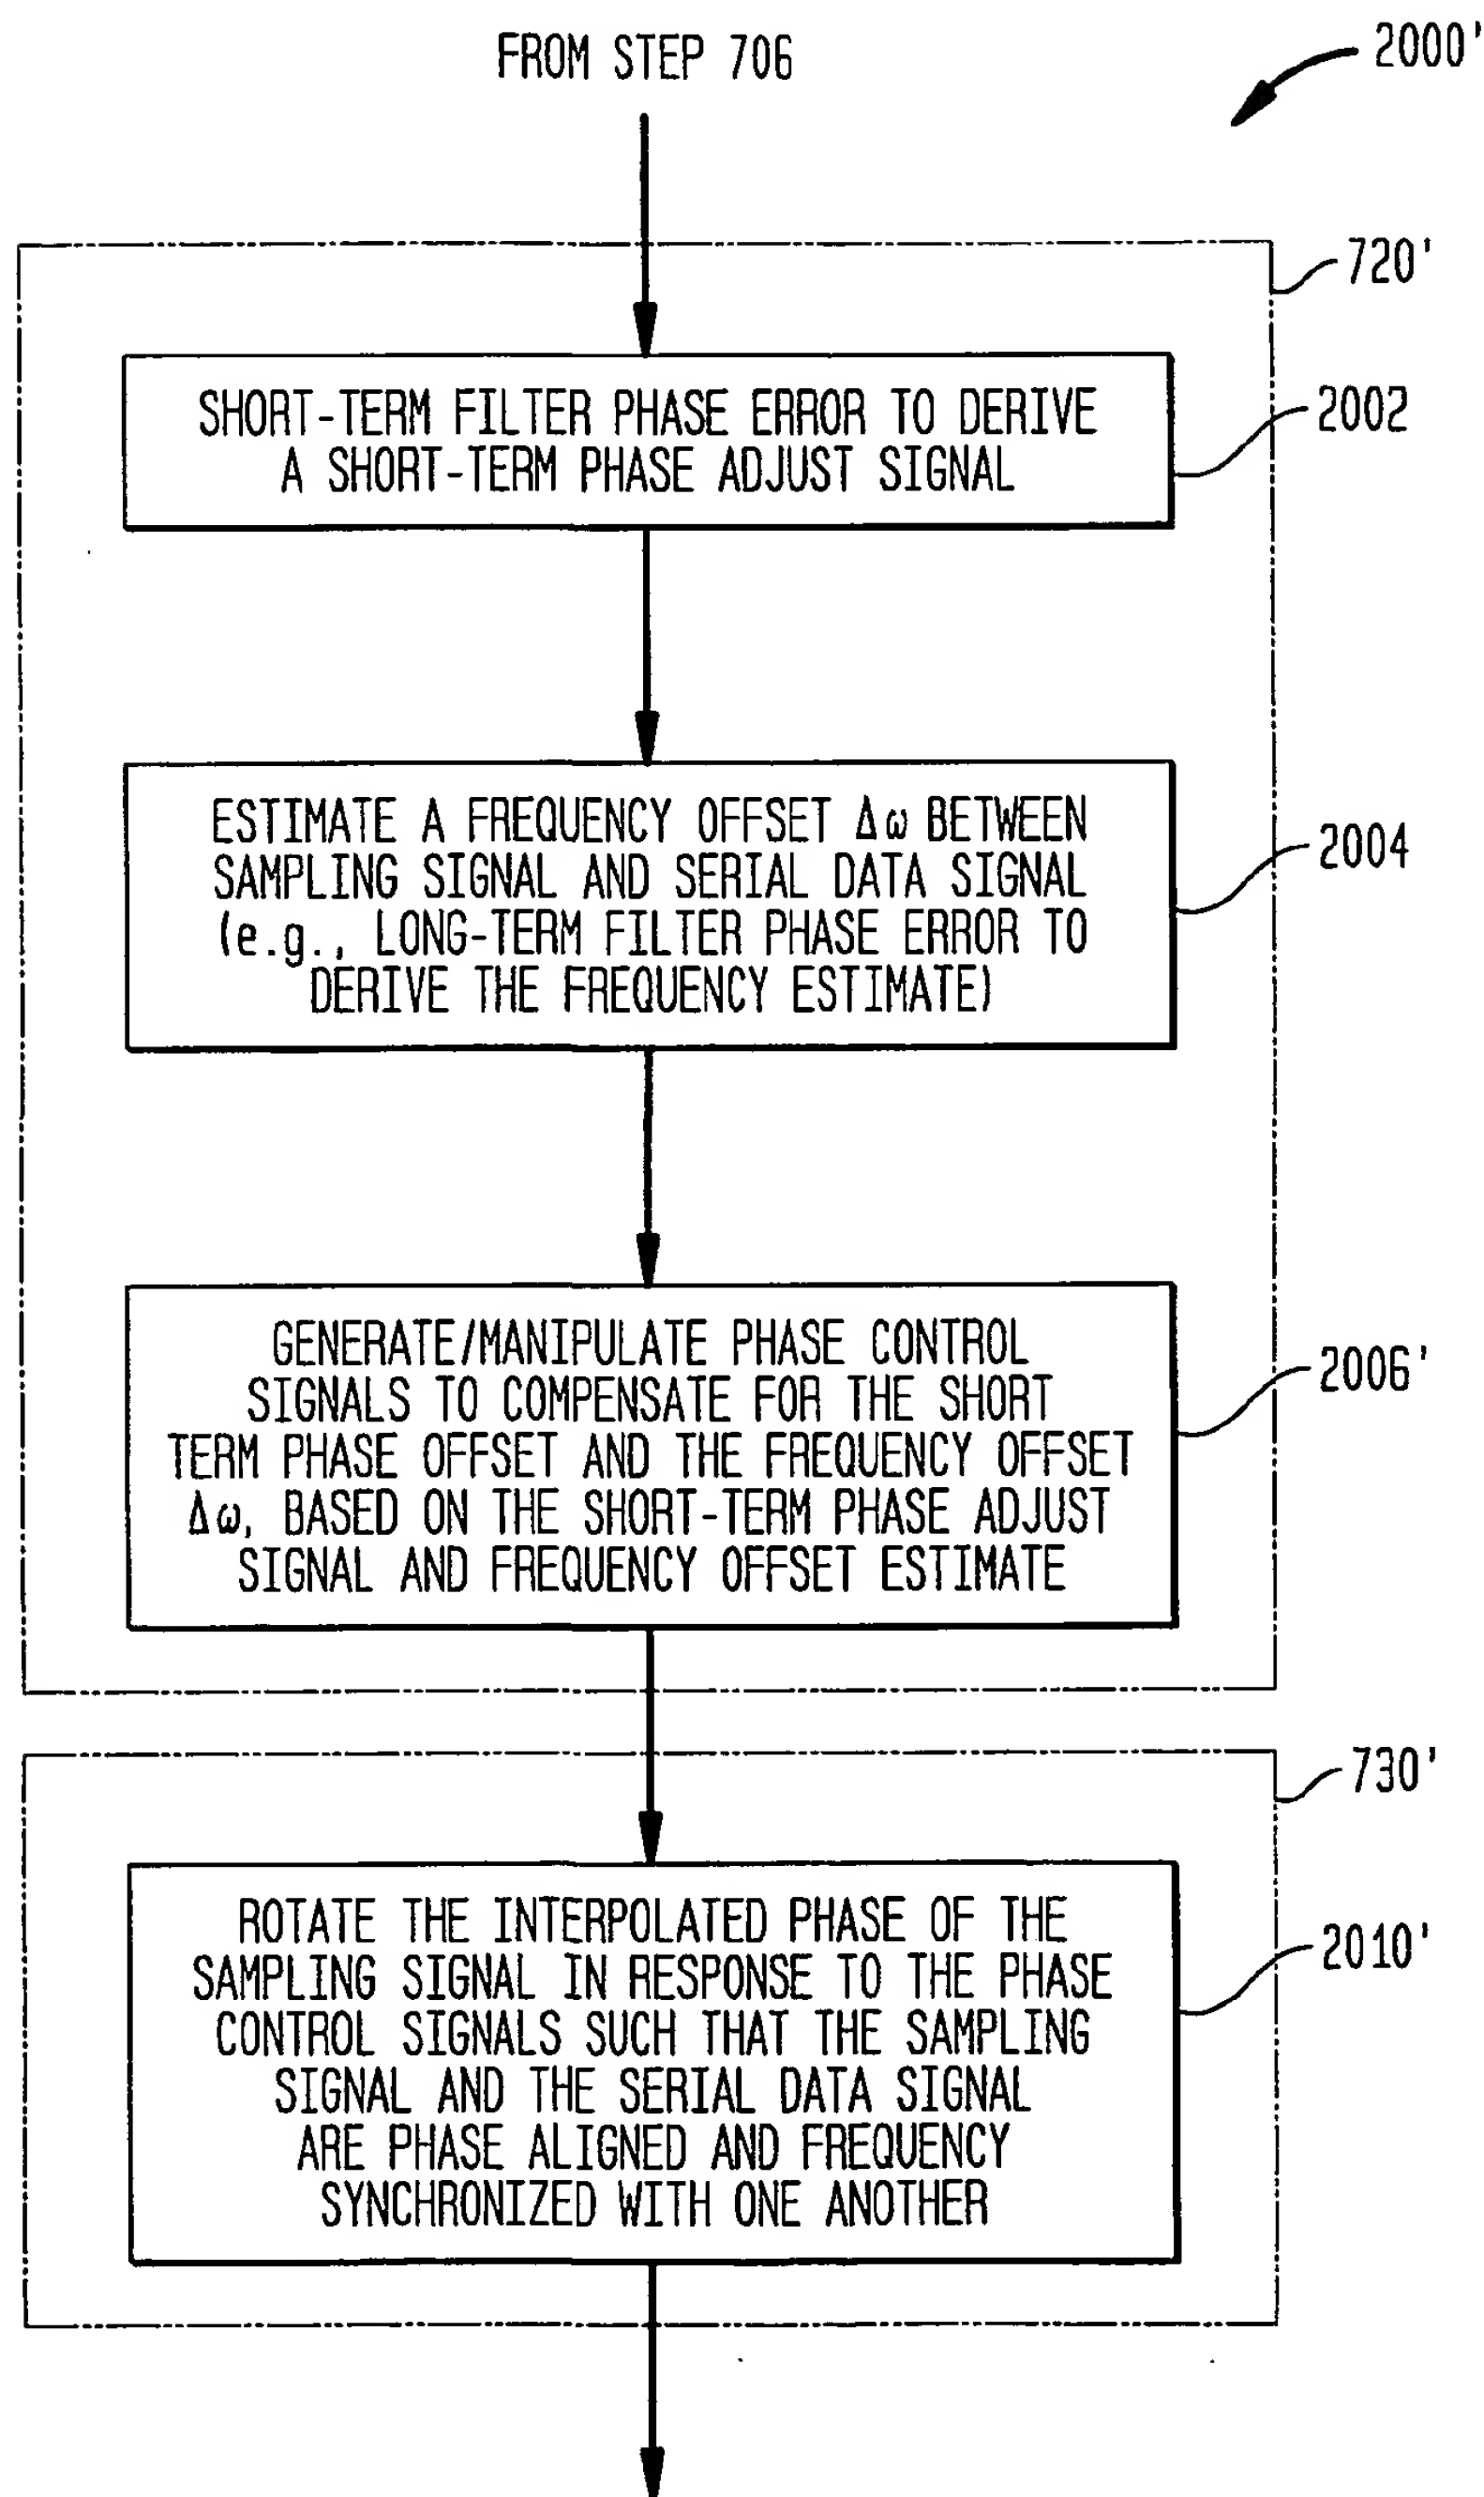 FROM STEP 706
2000'
720'
SHORT-TERM FILTER PHASE ERROR TO DERIVE
A SHORT-TERM PHASE ADJUST SIGNAL
2002
ESTIMATE A FREQUENCY OFFSET Δω BETWEEN
SAMPLING SIGNAL AND SERIAL DATA SIGNAL
(e.g., LONG-TERM FILTER PHASE ERROR TO
DERIVE THE FREQUENCY ESTIMATE)
2004
GENERATE/MANIPULATE PHASE CONTROL
SIGNALS TO COMPENSATE FOR THE SHORT
TERM PHASE OFFSET AND THE FREQUENCY OFFSET
Δω, BASED ON THE SHORT-TERM PHASE ADJUST
SIGNAL AND FREQUENCY OFFSET ESTIMATE
2006'
730'
ROTATE THE INTERPOLATED PHASE OF THE
SAMPLING SIGNAL IN RESPONSE TO THE PHASE
CONTROL SIGNALS SUCH THAT THE SAMPLING
SIGNAL AND THE SERIAL DATA SIGNAL
ARE PHASE ALIGNED AND FREQUENCY
SYNCHRONIZED WITH ONE ANOTHER
2010'